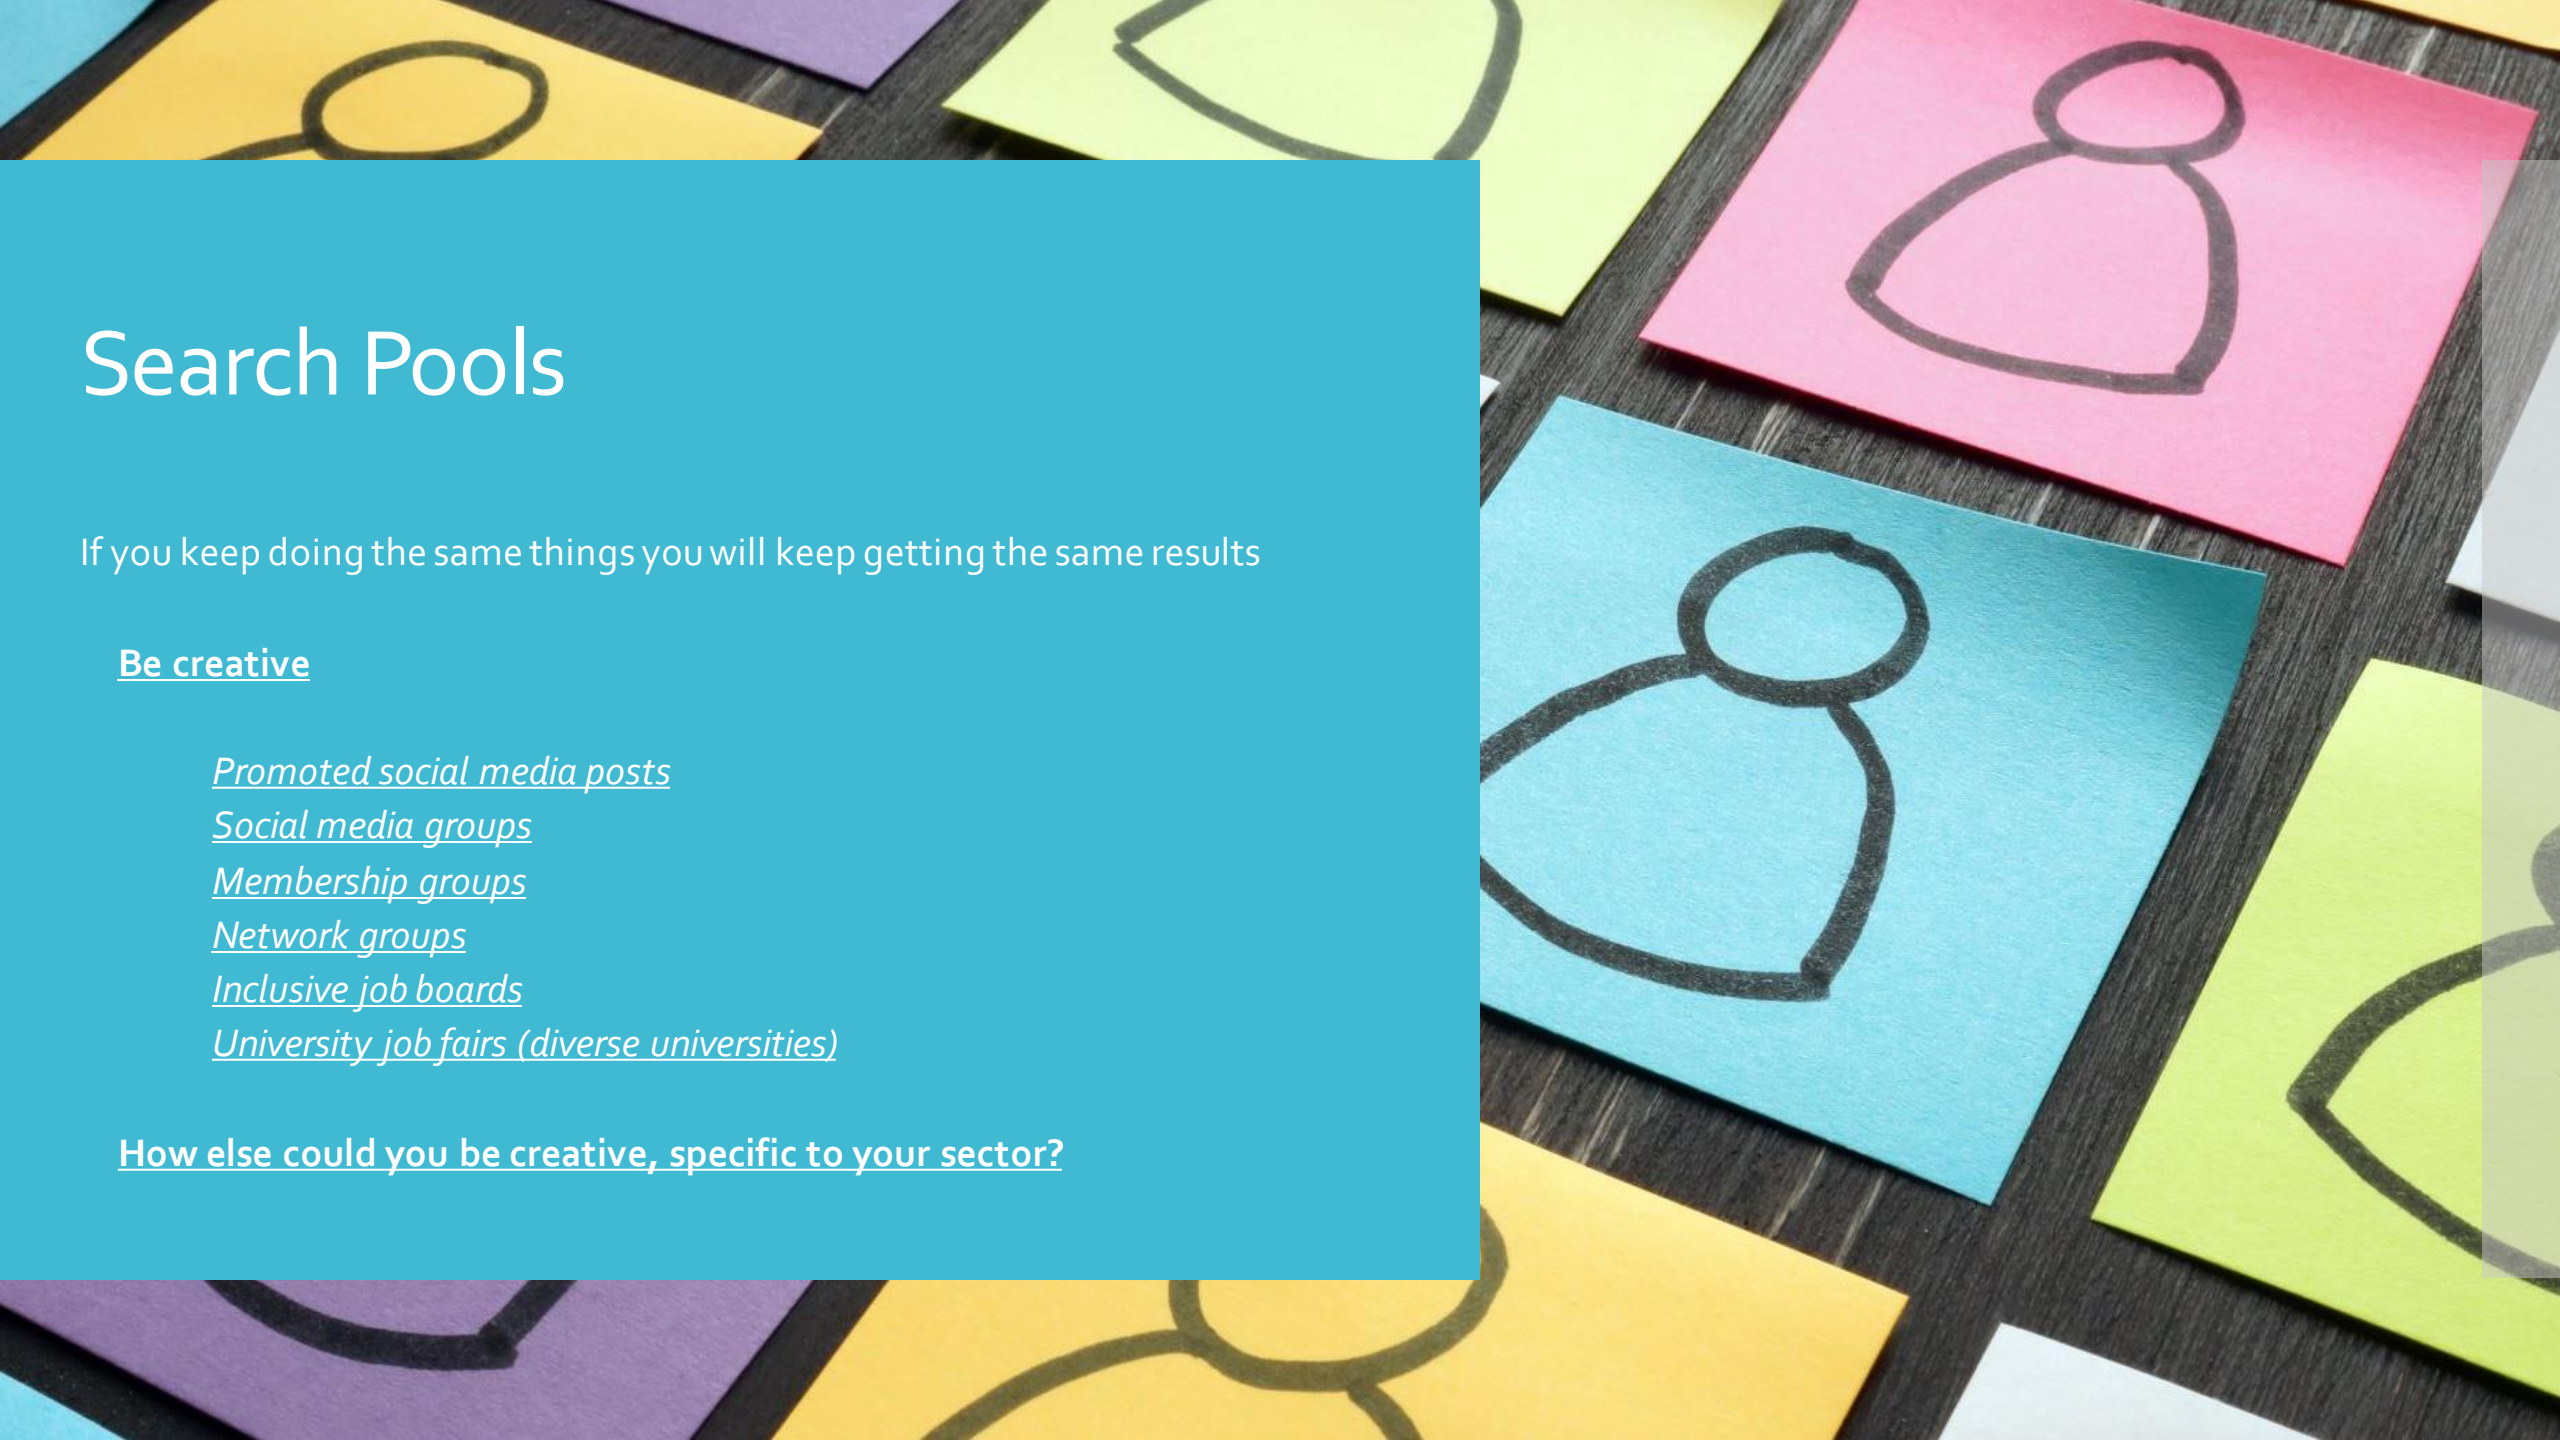 Search Pools
If you keep doing the same things you will keep getting the same results
Be creative
Promoted social media posts
Social media groups
Membership groups
Network groups
Inclusive job boards
University job fairs (diverse universities)
How else could you be creative, specific to your sector?